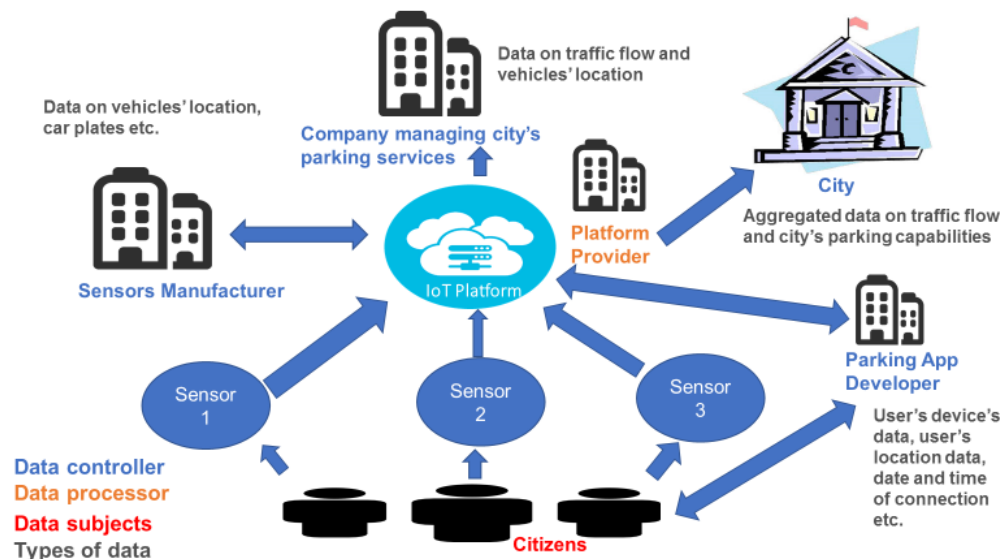 Data on traffic flow and
vehicles' location
Data on vehicles' location,
car plates etc.
Company managing city's
parking services
City
Platform
Provider
Aggregated data on traffic flow
and city's parking capabilities
Sensors Manufacturer
IoT Platform
Parking App
Developer
Sensor
1
Sensor
2
Sensor
3
User's device's
data, user's
location data,
date and time
of connection
etc.
Data controller
Data processor
Data subjects
Types of data
Citizens